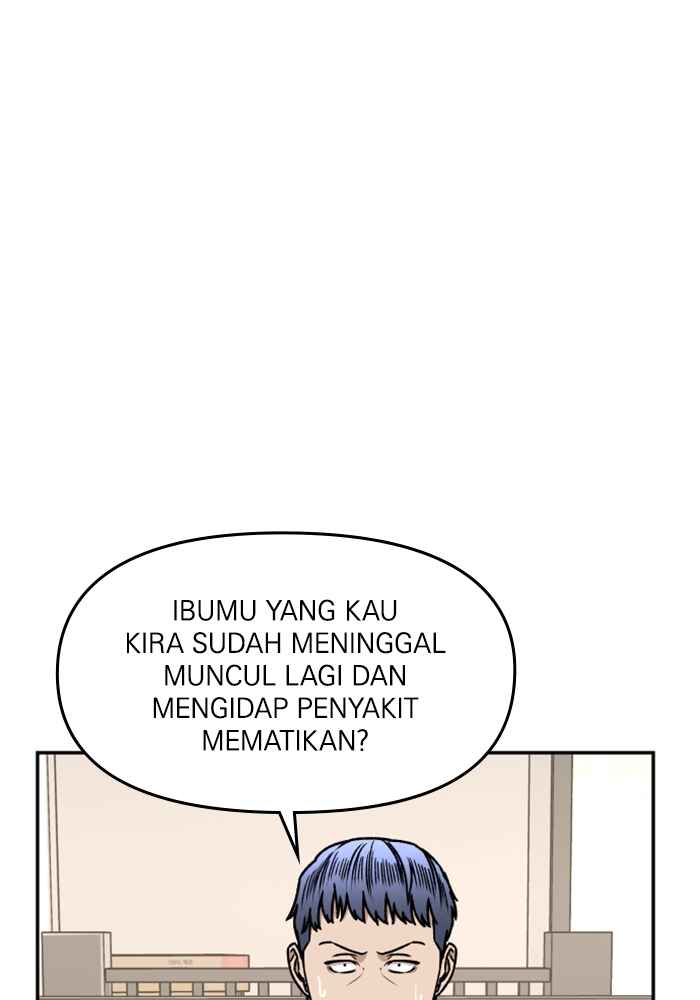 IBUMU YANG KAU
KIRA SUDAH MENINGGAL
MUNCUL LAGI DAN
MENGIDAP PENYAKIT
MEMATIKAN?